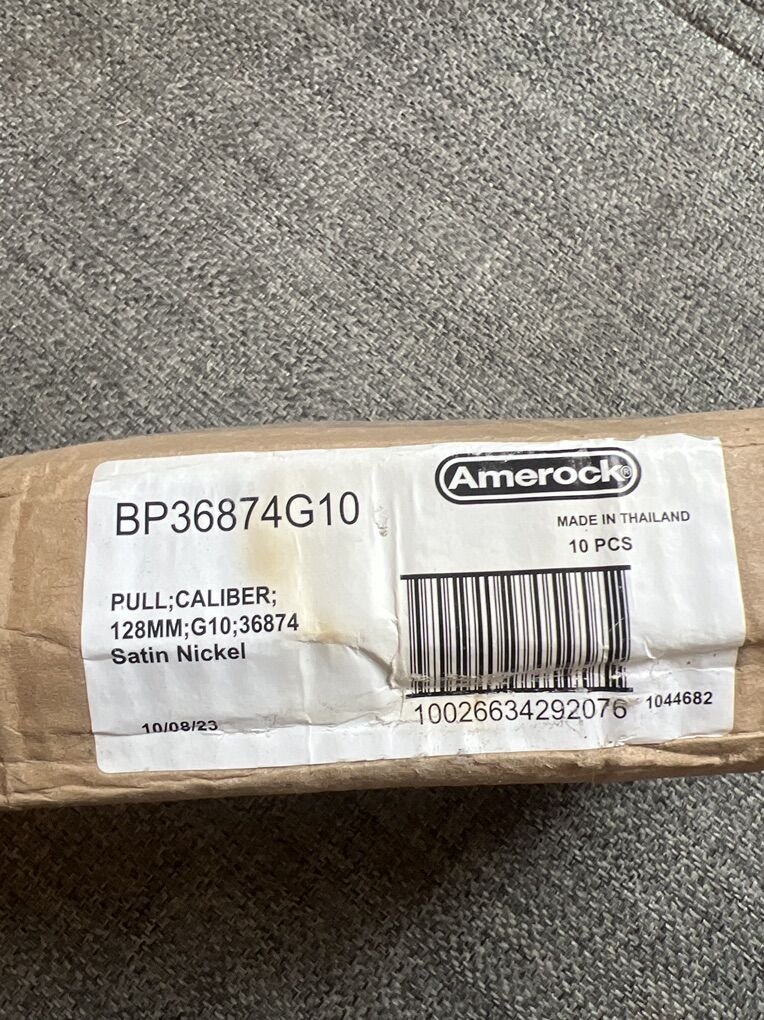 Amerock®
BP36874G10
MADE IN THAILAND
10 PCS
PULL;CALIBER;
128MM;G10;36874
Satin Nickel
10/08/23
10026634292076
1044682